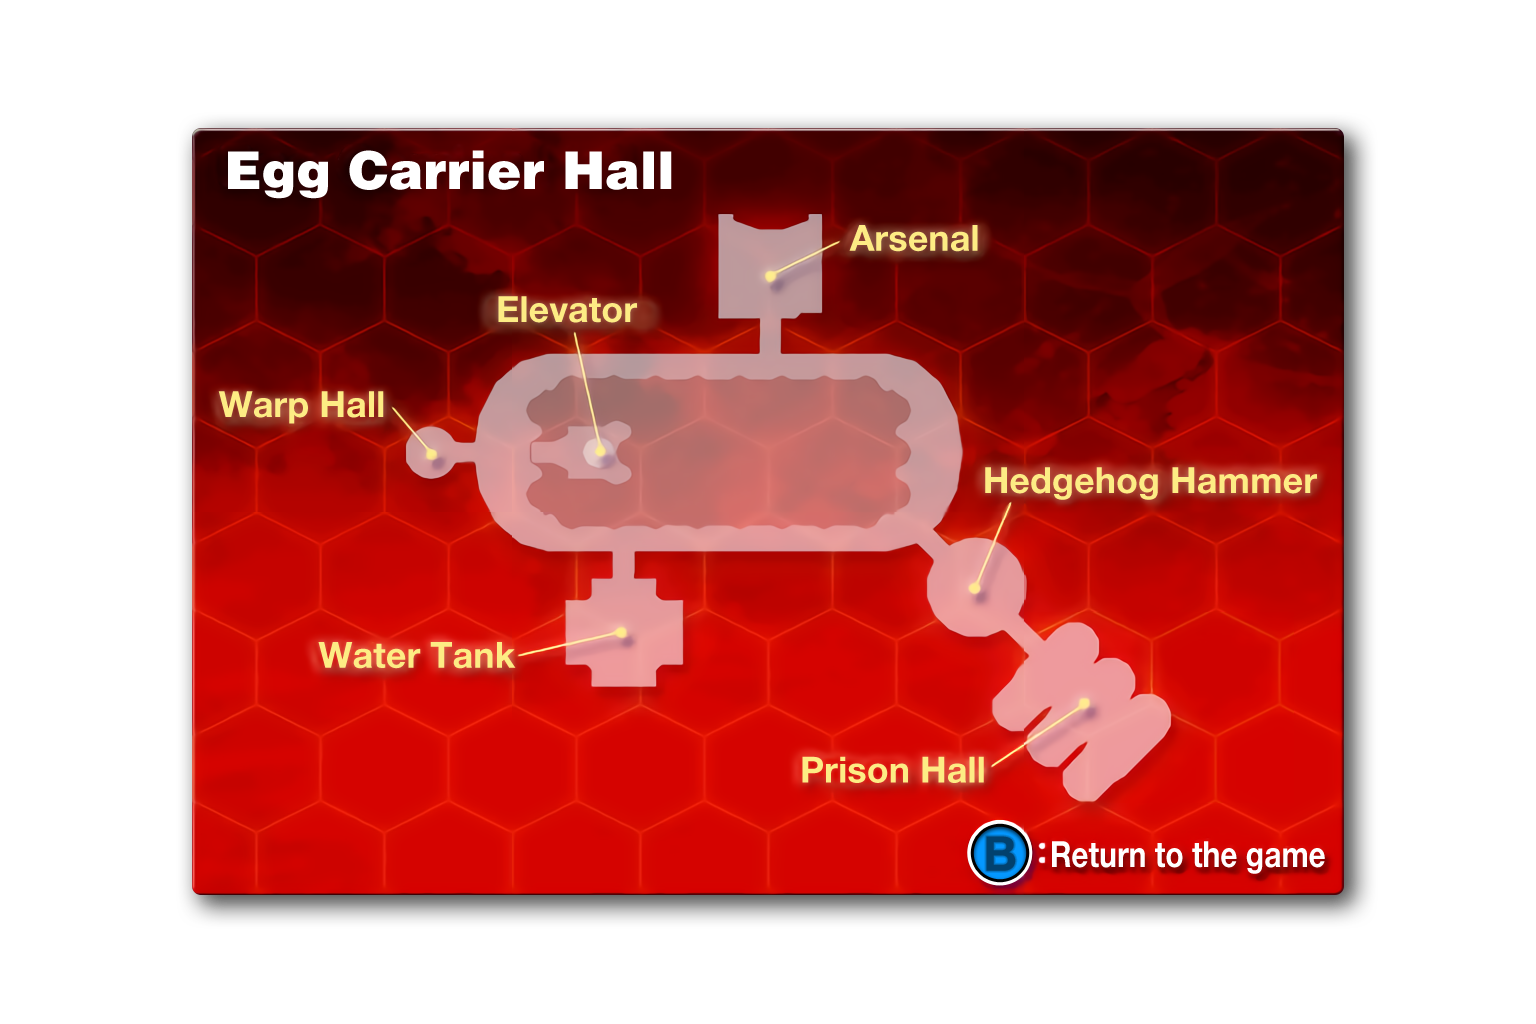 Egg Carrier Hall
Arsenal
Elevator
Warp Hall
Hedgehog Hammer
Water Tank
Prison Hall
B:Return to the game